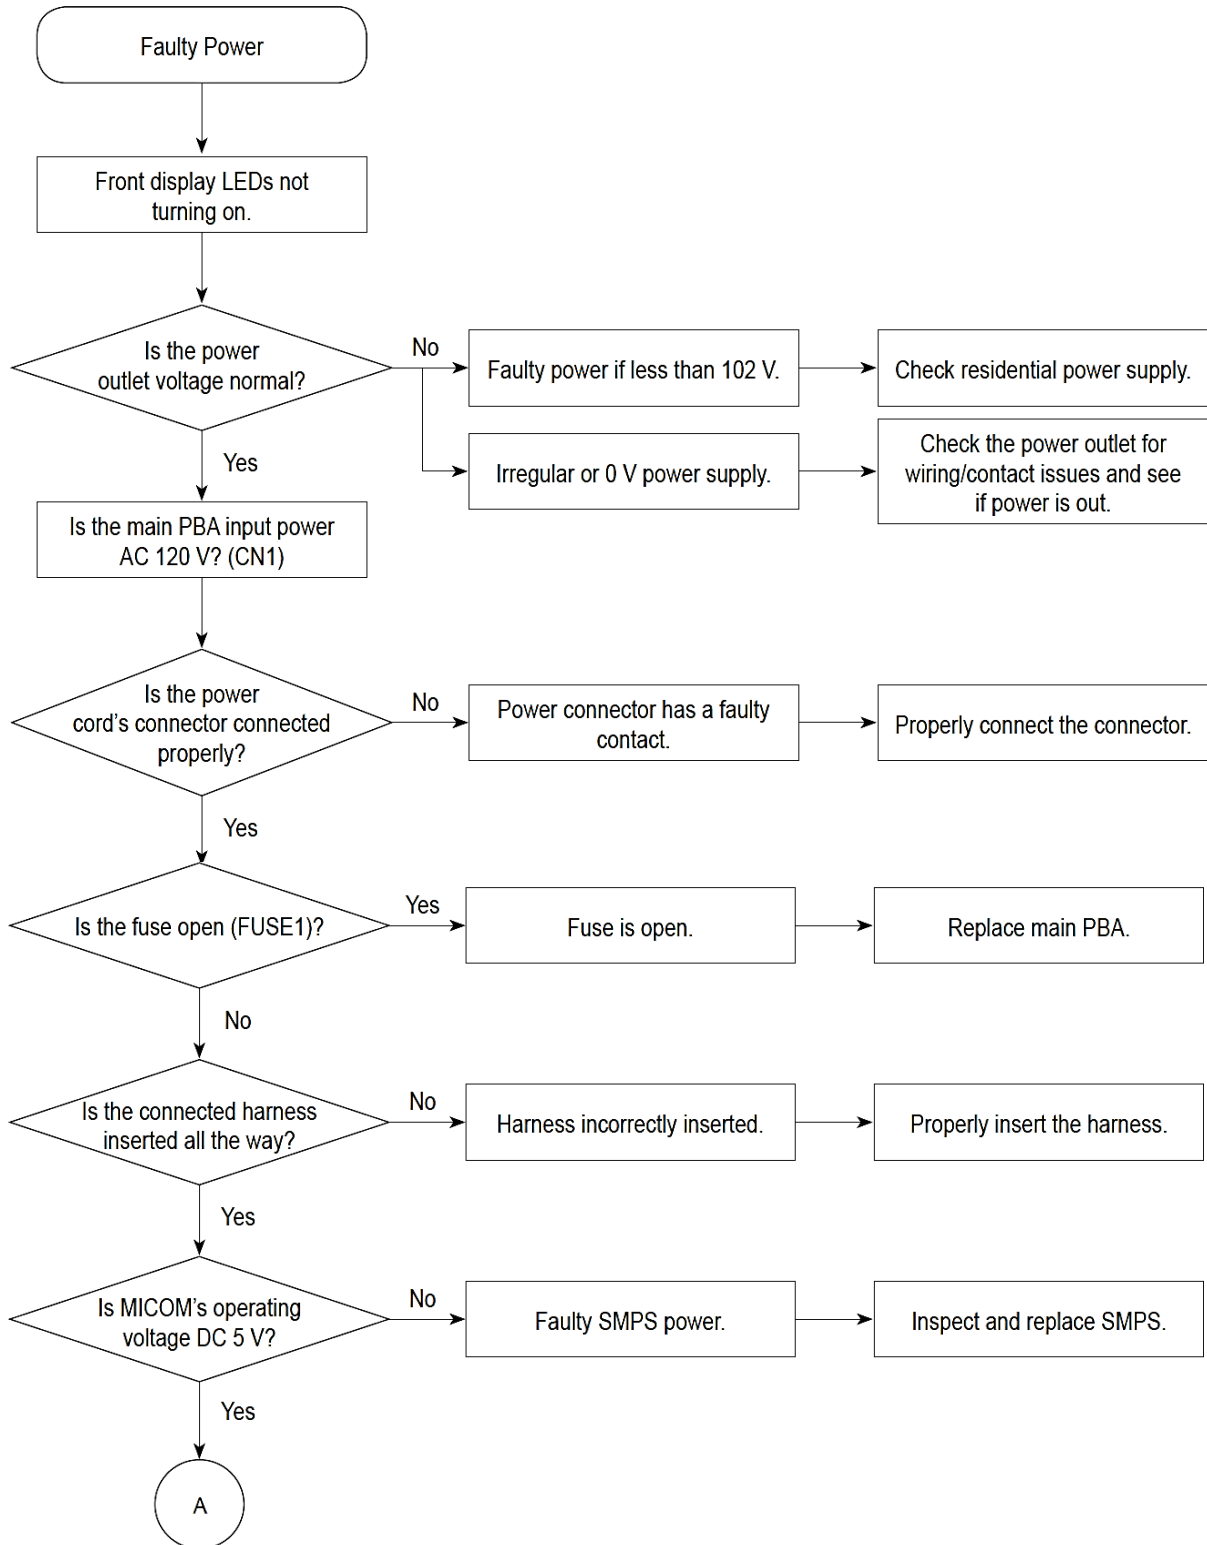 Faulty Power
Front display LEDs not
turning on.
Is the power
outlet voltage normal?
No
Faulty power if less than 102 V.
Check residential power supply.
Irregular or 0 V power supply.
Check the power outlet for
wiring/contact issues and see
if power is out.
Yes
Is the main PBA input power
AC 120 V? (CN1)
Is the power
cord’s connector connected
properly?
No
Power connector has a faulty
contact.
Properly connect the connector.
Yes
Is the fuse open (FUSE1)?
Yes
Fuse is open.
Replace main PBA.
No
Is the connected harness
inserted all the way?
No
Harness incorrectly inserted.
Properly insert the harness.
Yes
Is MICOM’s operating
voltage DC 5 V?
No
Faulty SMPS power.
Inspect and replace SMPS.
Yes
A